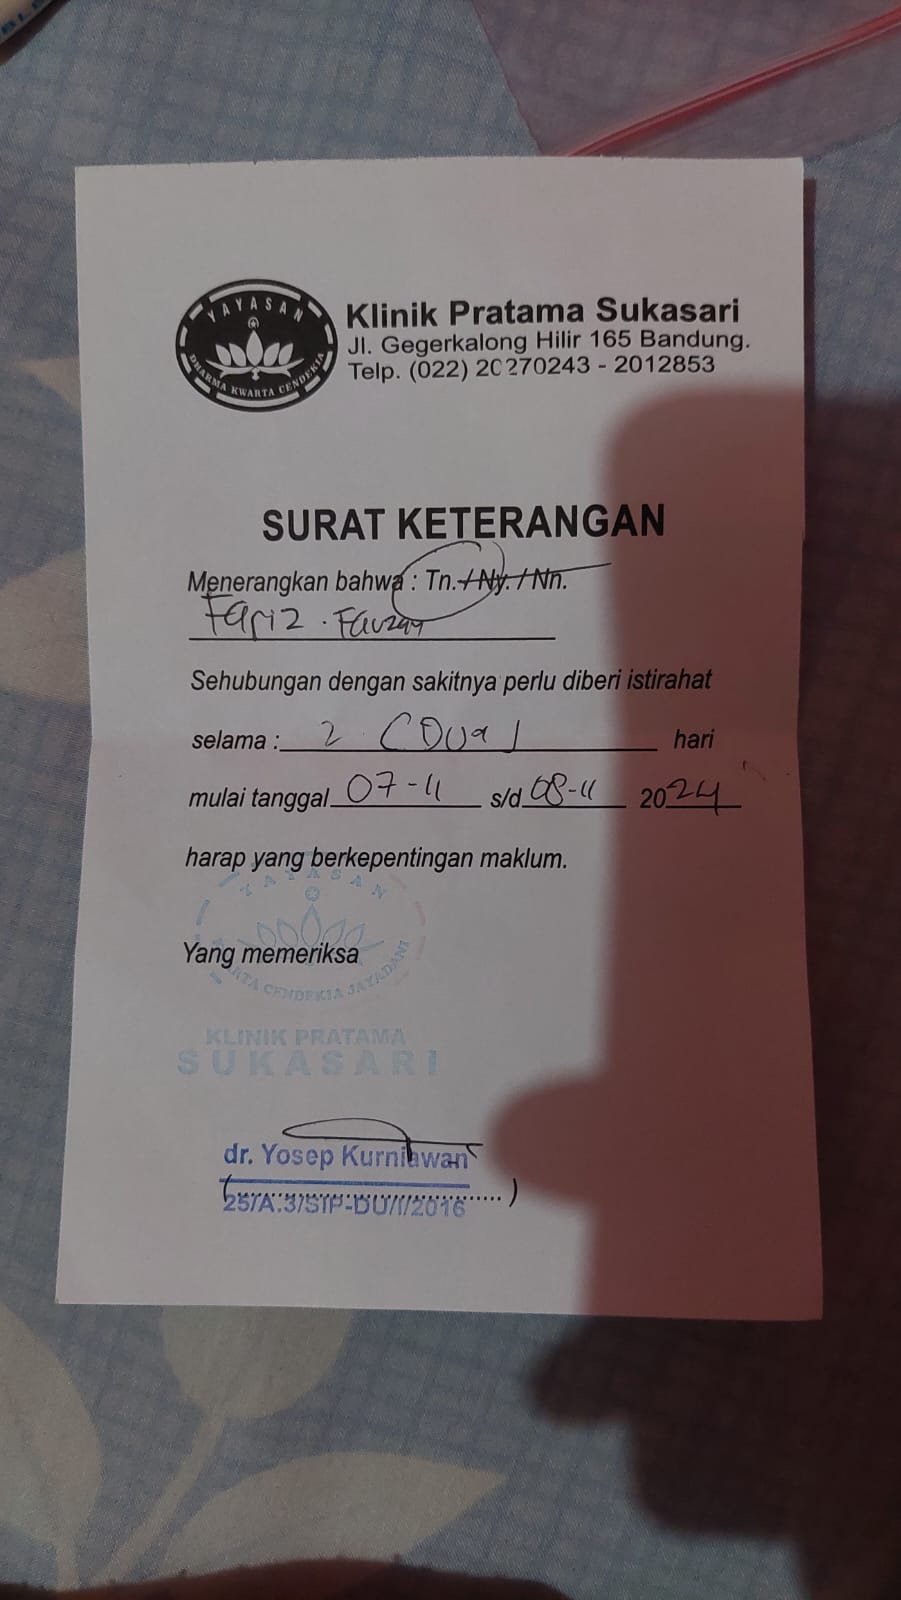 YAYASAN
DHARMA KWARTA CENDEKIA
Klinik Pratama Sukasari
Jl. Gegerkalong Hilir 165 Bandung.
Telp. (022) 20270243 - 2012853
SURAT KETERANGAN
Menerangkan bahwa : Tn./Ny./Nn.
Fariz . Fauzan
Sehubungan dengan sakitnya perlu diberi istirahat
selama : 2 (Dua) hari
mulai tanggal 07-11 s/d 08-11 2024
harap yang berkepentingan maklum.
YAYASAN
Yang memeriksa
KWARTA CENDEKIA JAYADANI
KLINIK PRATAMA
SUKASARI
dr. Yosep Kurniawan
(........................................)
25/A.3/SIP-DU/I/2016